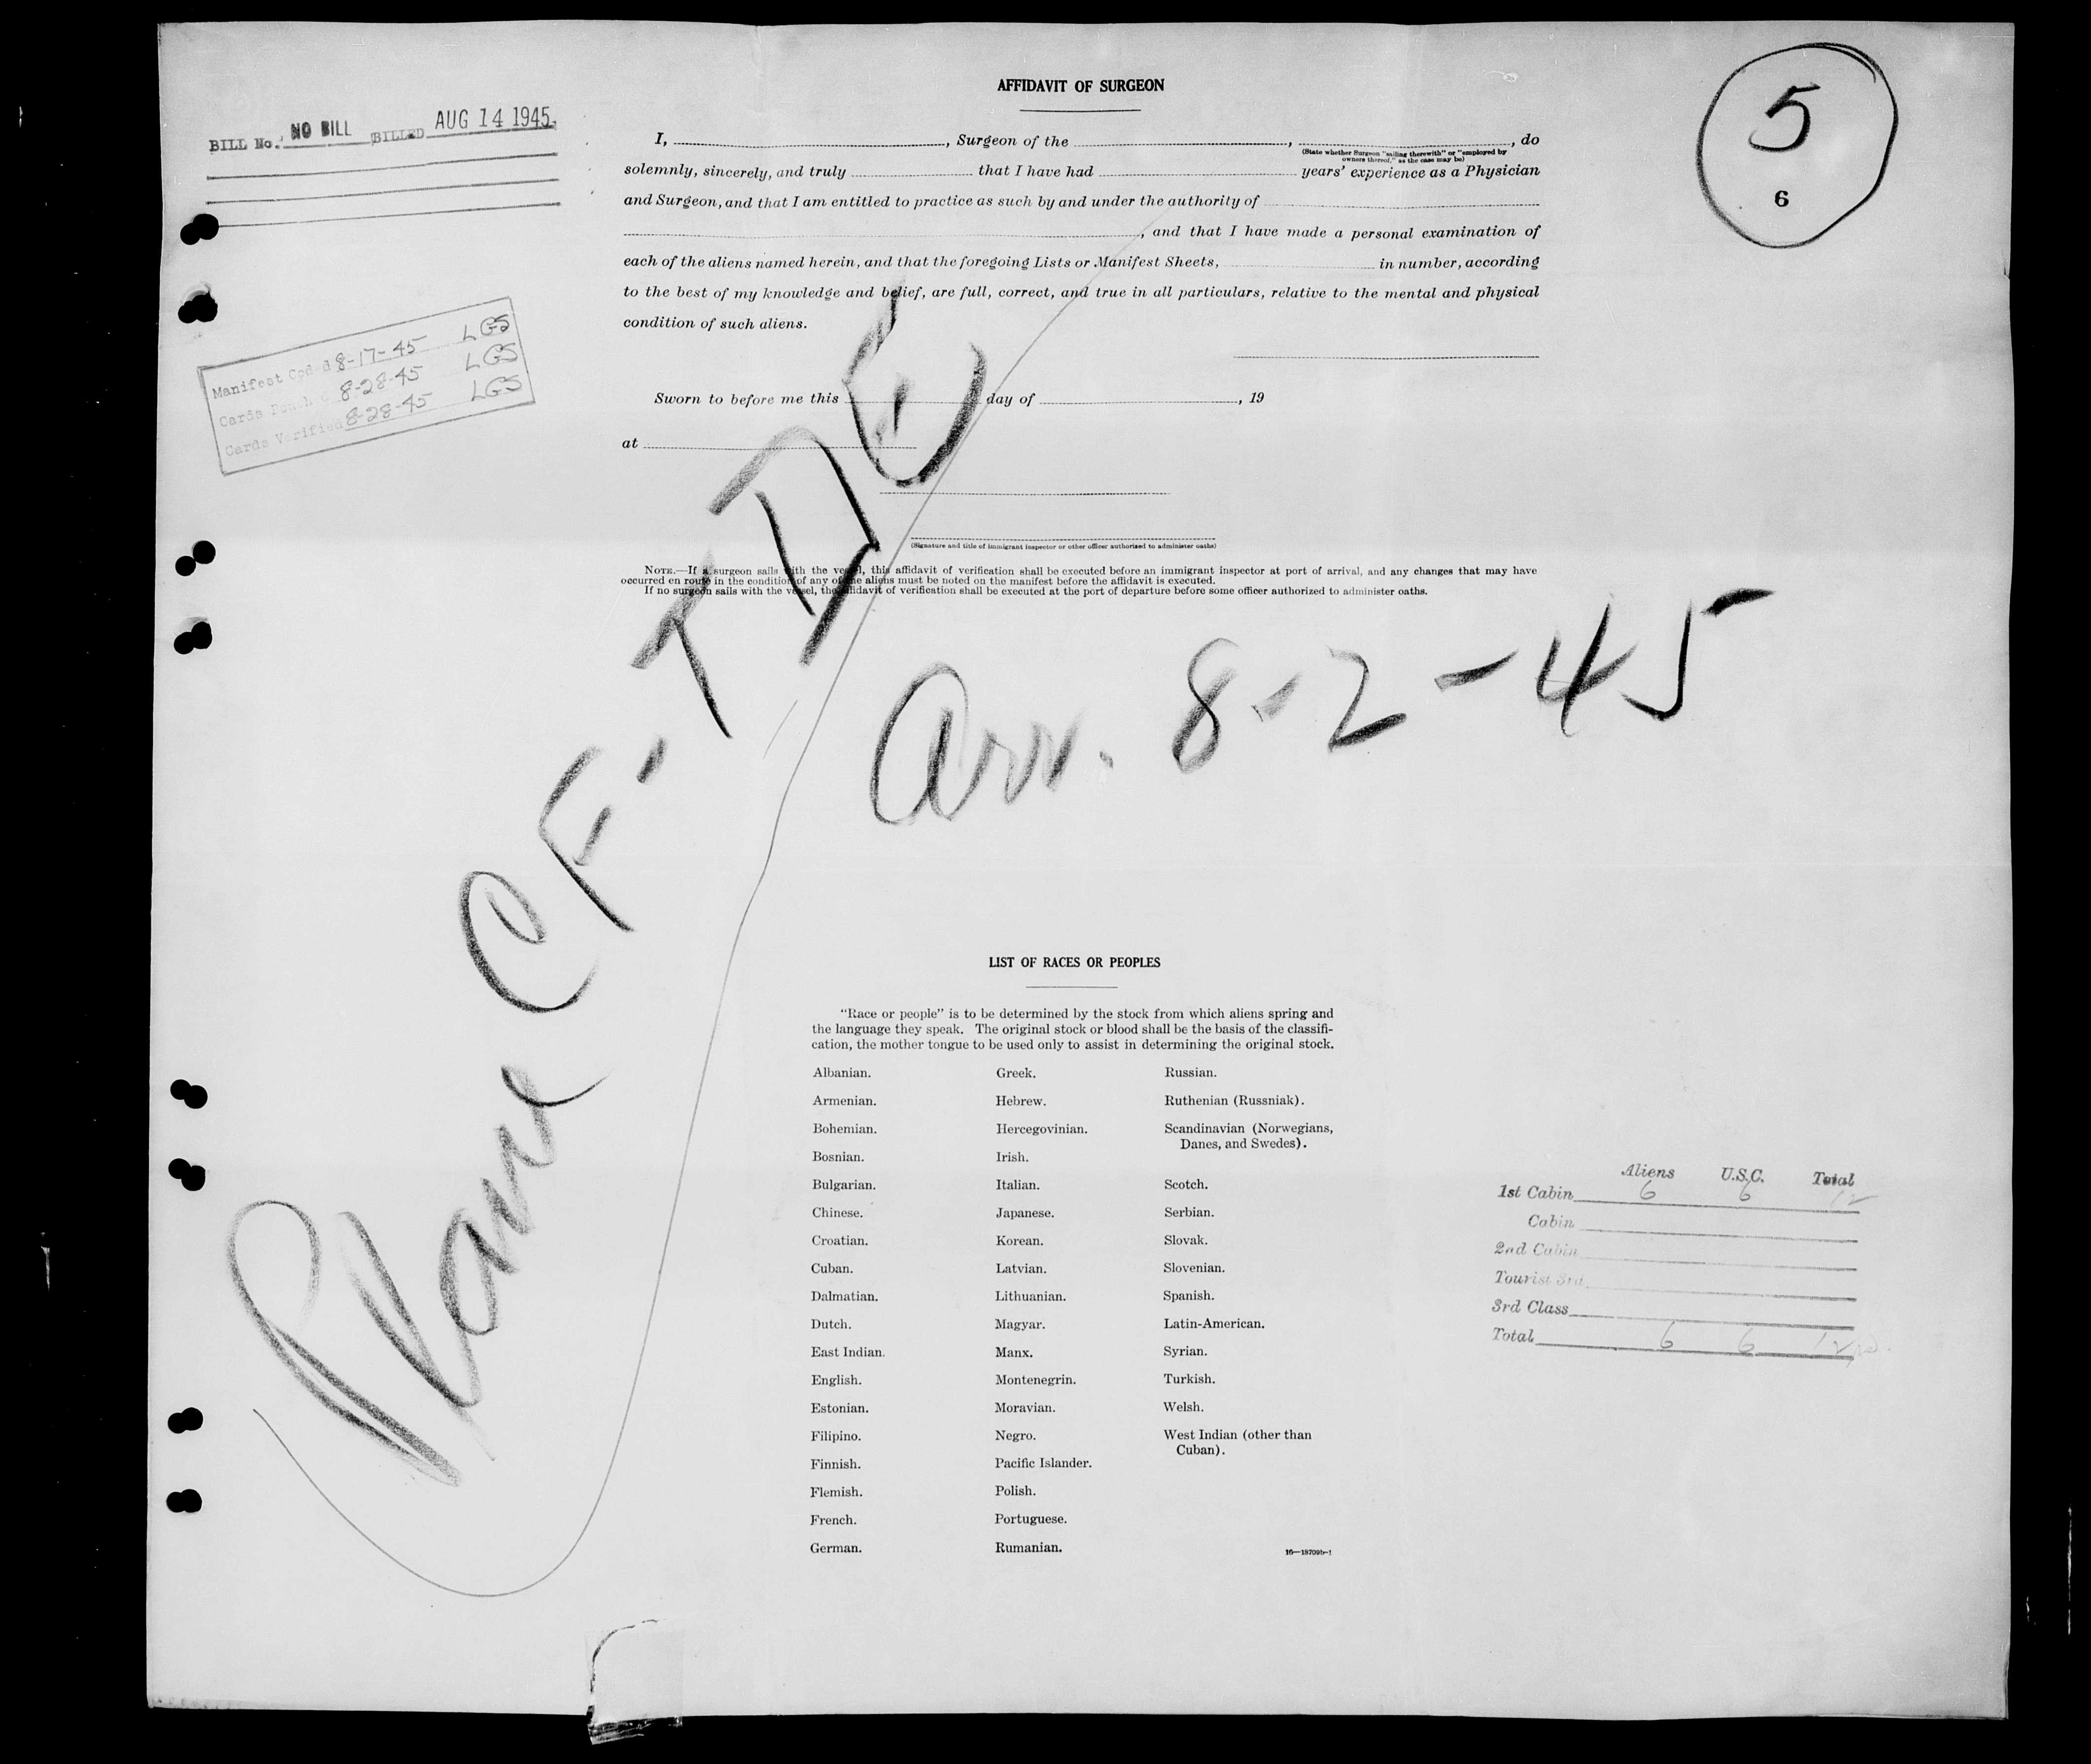 AFFIDAVIT OF SURGEON
5
6
BILL No. NO BILL BILLED AUG 14 1945
I, , Surgeon of the , , do
(State whether Surgeon "sailing therewith" or "employed by
owners thereof," as the case may be)
solemnly, sincerely, and truly that I have had years' experience as a Physician
and Surgeon, and that I am entitled to practice as such by and under the authority of
, and that I have made a personal examination of
each of the aliens named herein, and that the foregoing Lists or Manifest Sheets, in number, according
to the best of my knowledge and belief, are full, correct, and true in all particulars, relative to the mental and physical
condition of such aliens.
Manifest Coded 8-17-45 LGS
Cards Punch 8-28-45 LGS
Cards Verified 8-28-45 LGS
Sworn to before me this day of , 19
at
(Signature and title of immigrant inspector or other officer authorized to administer oaths)
NOTE.—If a surgeon sails with the vessel, this affidavit of verification shall be executed before an immigrant inspector at port of arrival, and any changes that may have
occurred en route in the condition of any of the aliens must be noted on the manifest before the affidavit is executed.
If no surgeon sails with the vessel, the affidavit of verification shall be executed at the port of departure before some officer authorized to administer oaths.
Plane CF-TDE
Arr. 8-2-45
LIST OF RACES OR PEOPLES
"Race or people" is to be determined by the stock from which aliens spring and
the language they speak. The original stock or blood shall be the basis of the classifi-
cation, the mother tongue to be used only to assist in determining the original stock.
Albanian.
Armenian.
Bohemian.
Bosnian.
Bulgarian.
Chinese.
Croatian.
Cuban.
Dalmatian.
Dutch.
East Indian.
English.
Estonian.
Filipino.
Finnish.
Flemish.
French.
German.
Greek.
Hebrew.
Hercegovinian.
Irish.
Italian.
Japanese.
Korean.
Latvian.
Lithuanian.
Magyar.
Manx.
Montenegrin.
Moravian.
Negro.
Pacific Islander.
Polish.
Portuguese.
Rumanian.
Russian.
Ruthenian (Russniak).
Scandinavian (Norwegians,
Danes, and Swedes).
Scotch.
Serbian.
Slovak.
Slovenian.
Spanish.
Latin-American.
Syrian.
Turkish.
Welsh.
West Indian (other than
Cuban).
16—18709b-1
Aliens U.S.C. Total
1st Cabin 6 6 12
Cabin
2nd Cabin
Tourist 3rd
3rd Class
Total 6 6 12